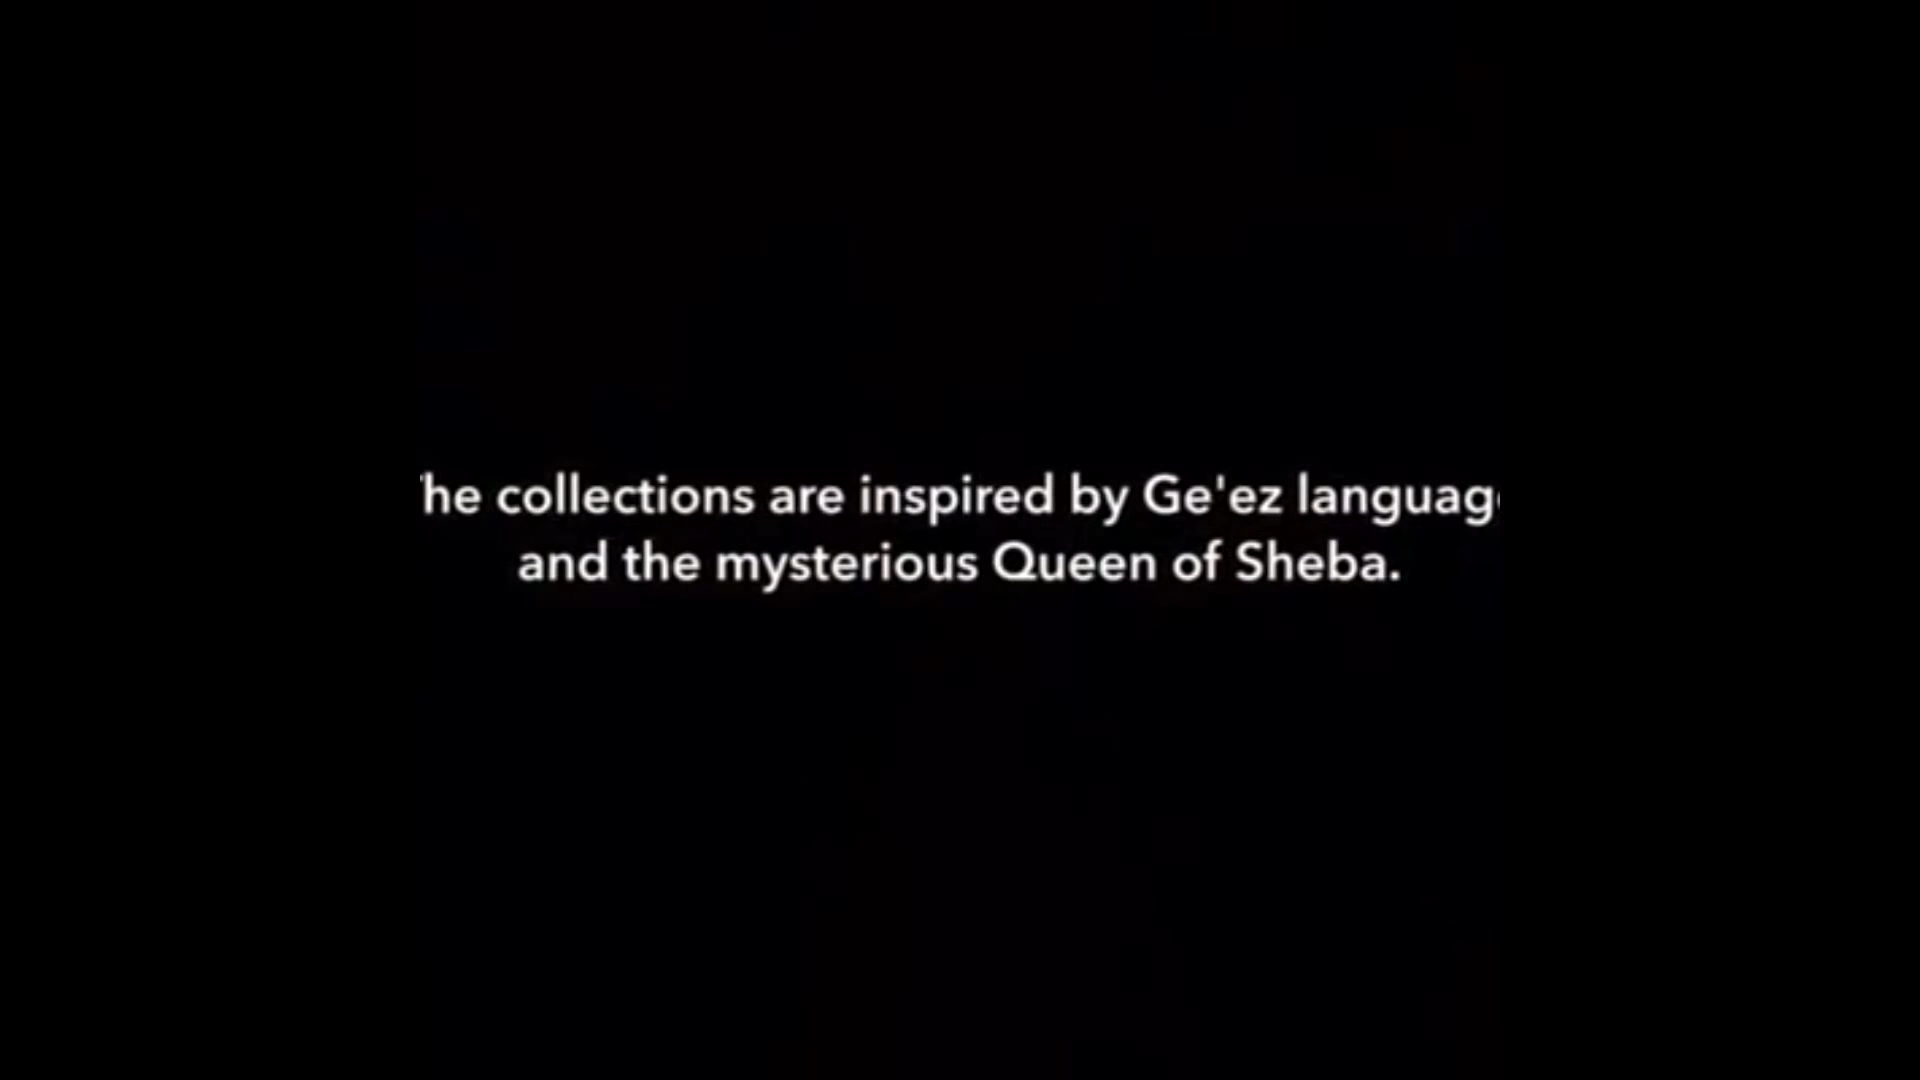 he collections are inspired by Ge'ez languag
and the mysterious Queen of Sheba.